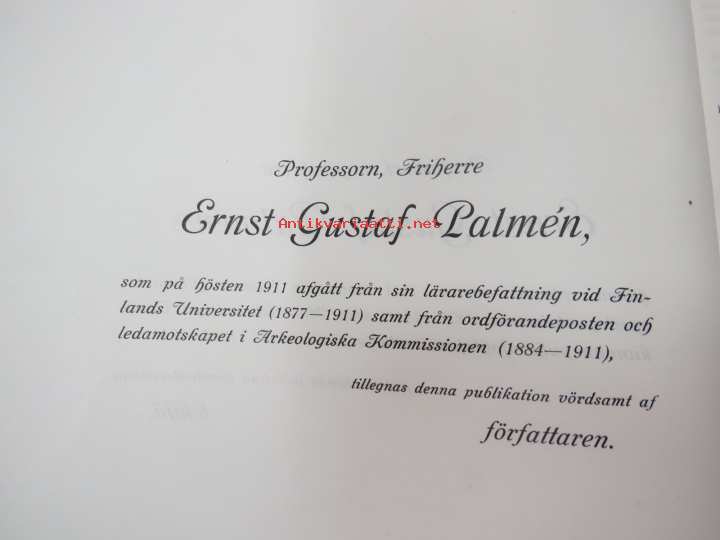 Professorn, Friherre
Ernst Gustaf Palmén,
Antikvariaatti.net
som på hösten 1911 afgått från sin lärarebefattning vid Fin-
lands Universitet (1877—1911) samt från ordförandeposten och
ledamotskapet i Arkeologiska Kommissionen (1884—1911),
tillegnas denna publikation vördsamt af
författaren.